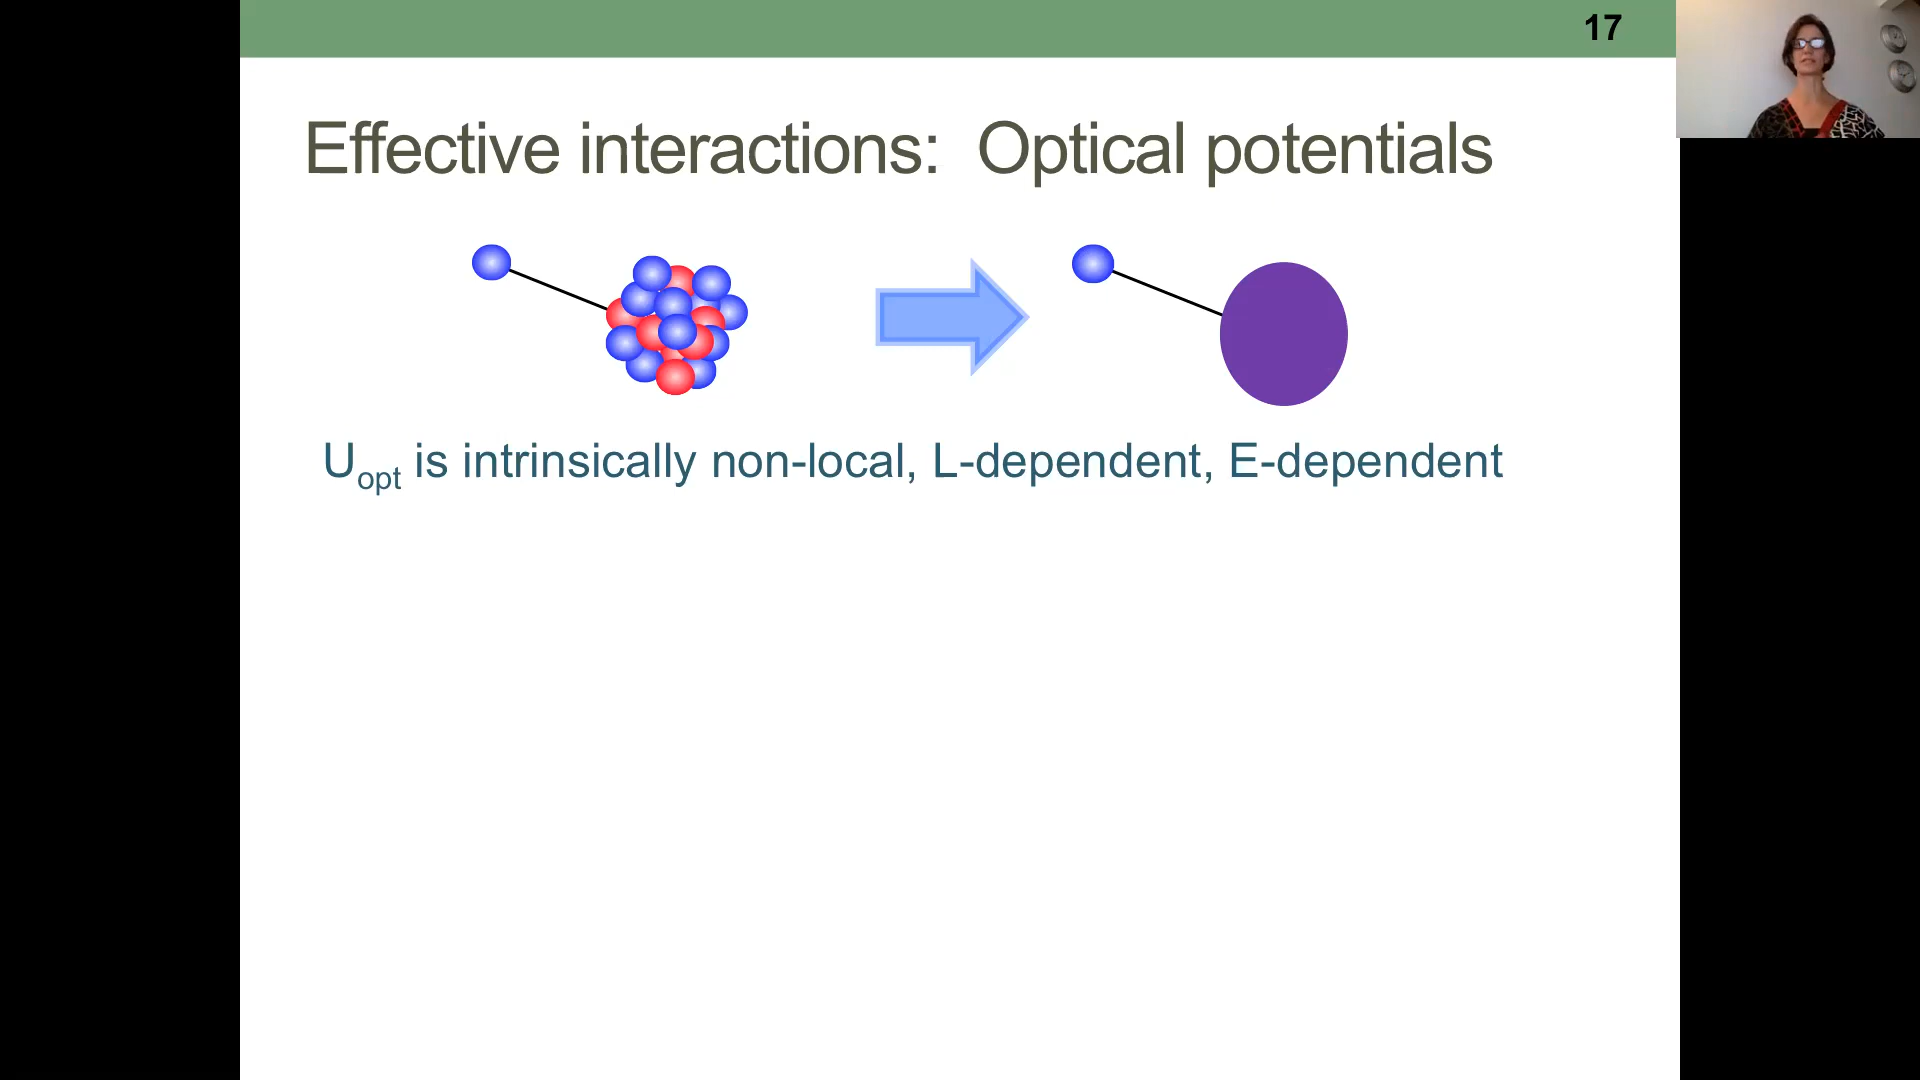 17
Effective interactions: Optical potentials
Uopt is intrinsically non-local, L-dependent, E-dependent